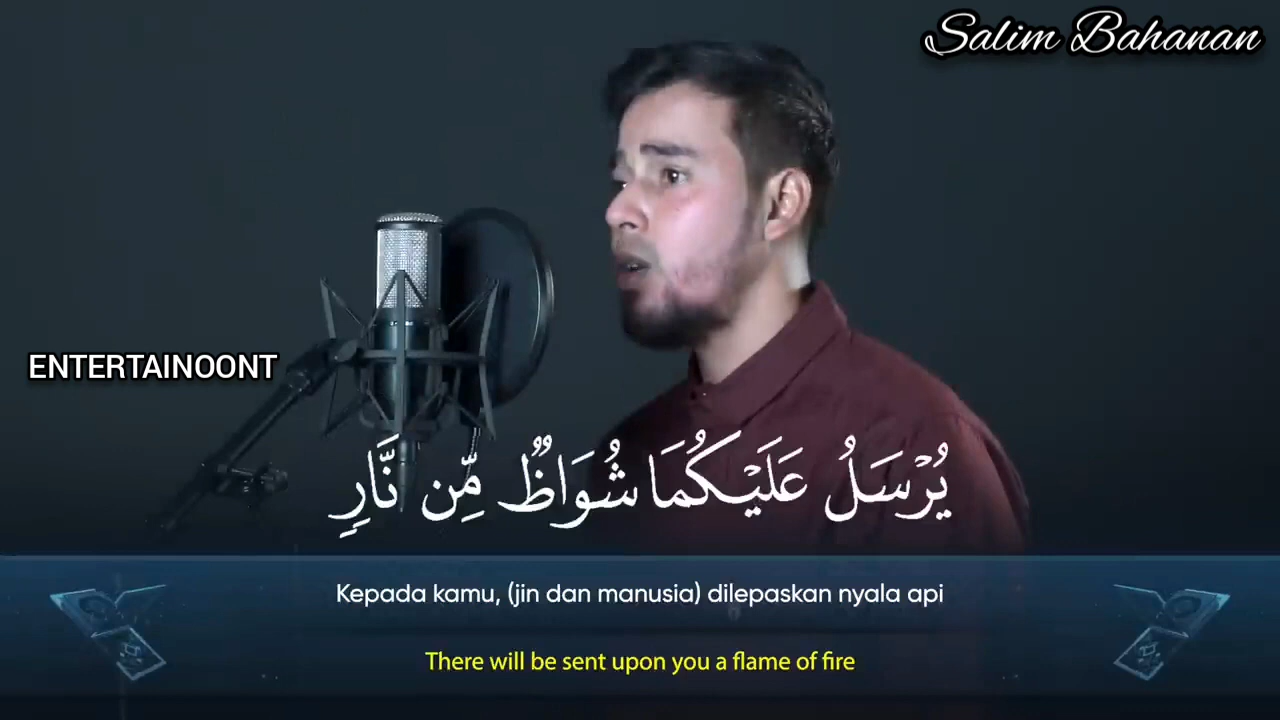 Salim Bahanan
ENTERTAINOONT
يُرْسَلُ عَلَيْكُمَا شُوَاظٌ مِّن نَّارٍ
Kepada kamu, (jin dan manusia) dilepaskan nyala api
There will be sent upon you a flame of fire